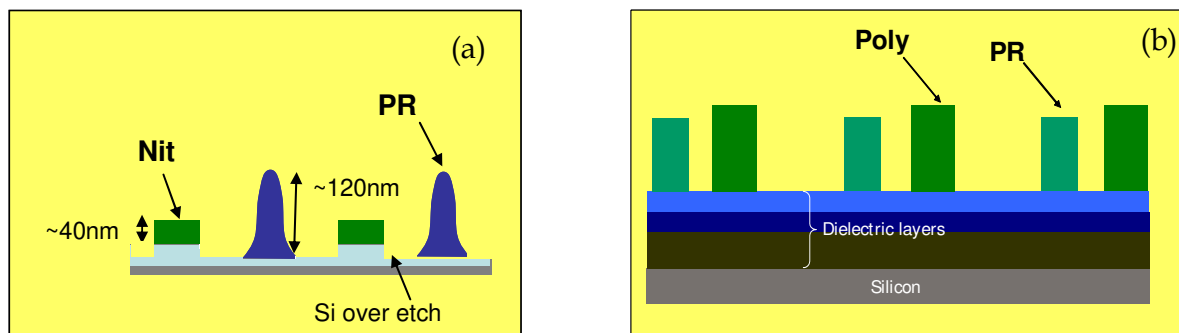 (a)
PR
Nit
~120nm
~40nm
Si over etch
(b)
Poly
PR
Dielectric layers
Silicon